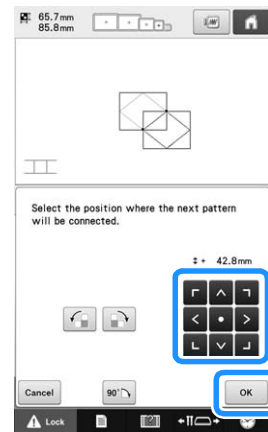 65.7mm
85.8mm
Select the position where the next pattern
will be connected.
+ 42.8mm
Cancel
90°
OK
Lock